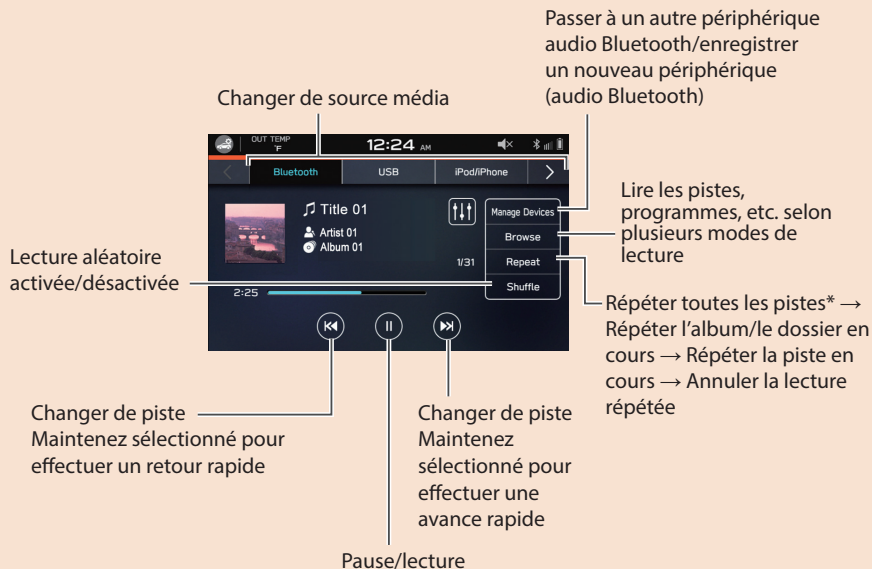 Passer à un autre périphérique
audio Bluetooth/enregistrer
un nouveau périphérique
(audio Bluetooth)
Changer de source média
OUT TEMP
°F
12:24 AM
Bluetooth
USB
iPod/iPhone
Title 01
Artist 01
Album 01
1/31
Manage Devices
Browse
Repeat
Shuffle
2:25
Lire les pistes,
programmes, etc. selon
plusieurs modes de
lecture
Lecture aléatoire
activée/désactivée
Répéter toutes les pistes* →
Répéter l’album/le dossier en
cours → Répéter la piste en
cours → Annuler la lecture
répétée
Changer de piste
Maintenez sélectionné pour
effectuer un retour rapide
Changer de piste
Maintenez
sélectionné pour
effectuer une
avance rapide
Pause/lecture